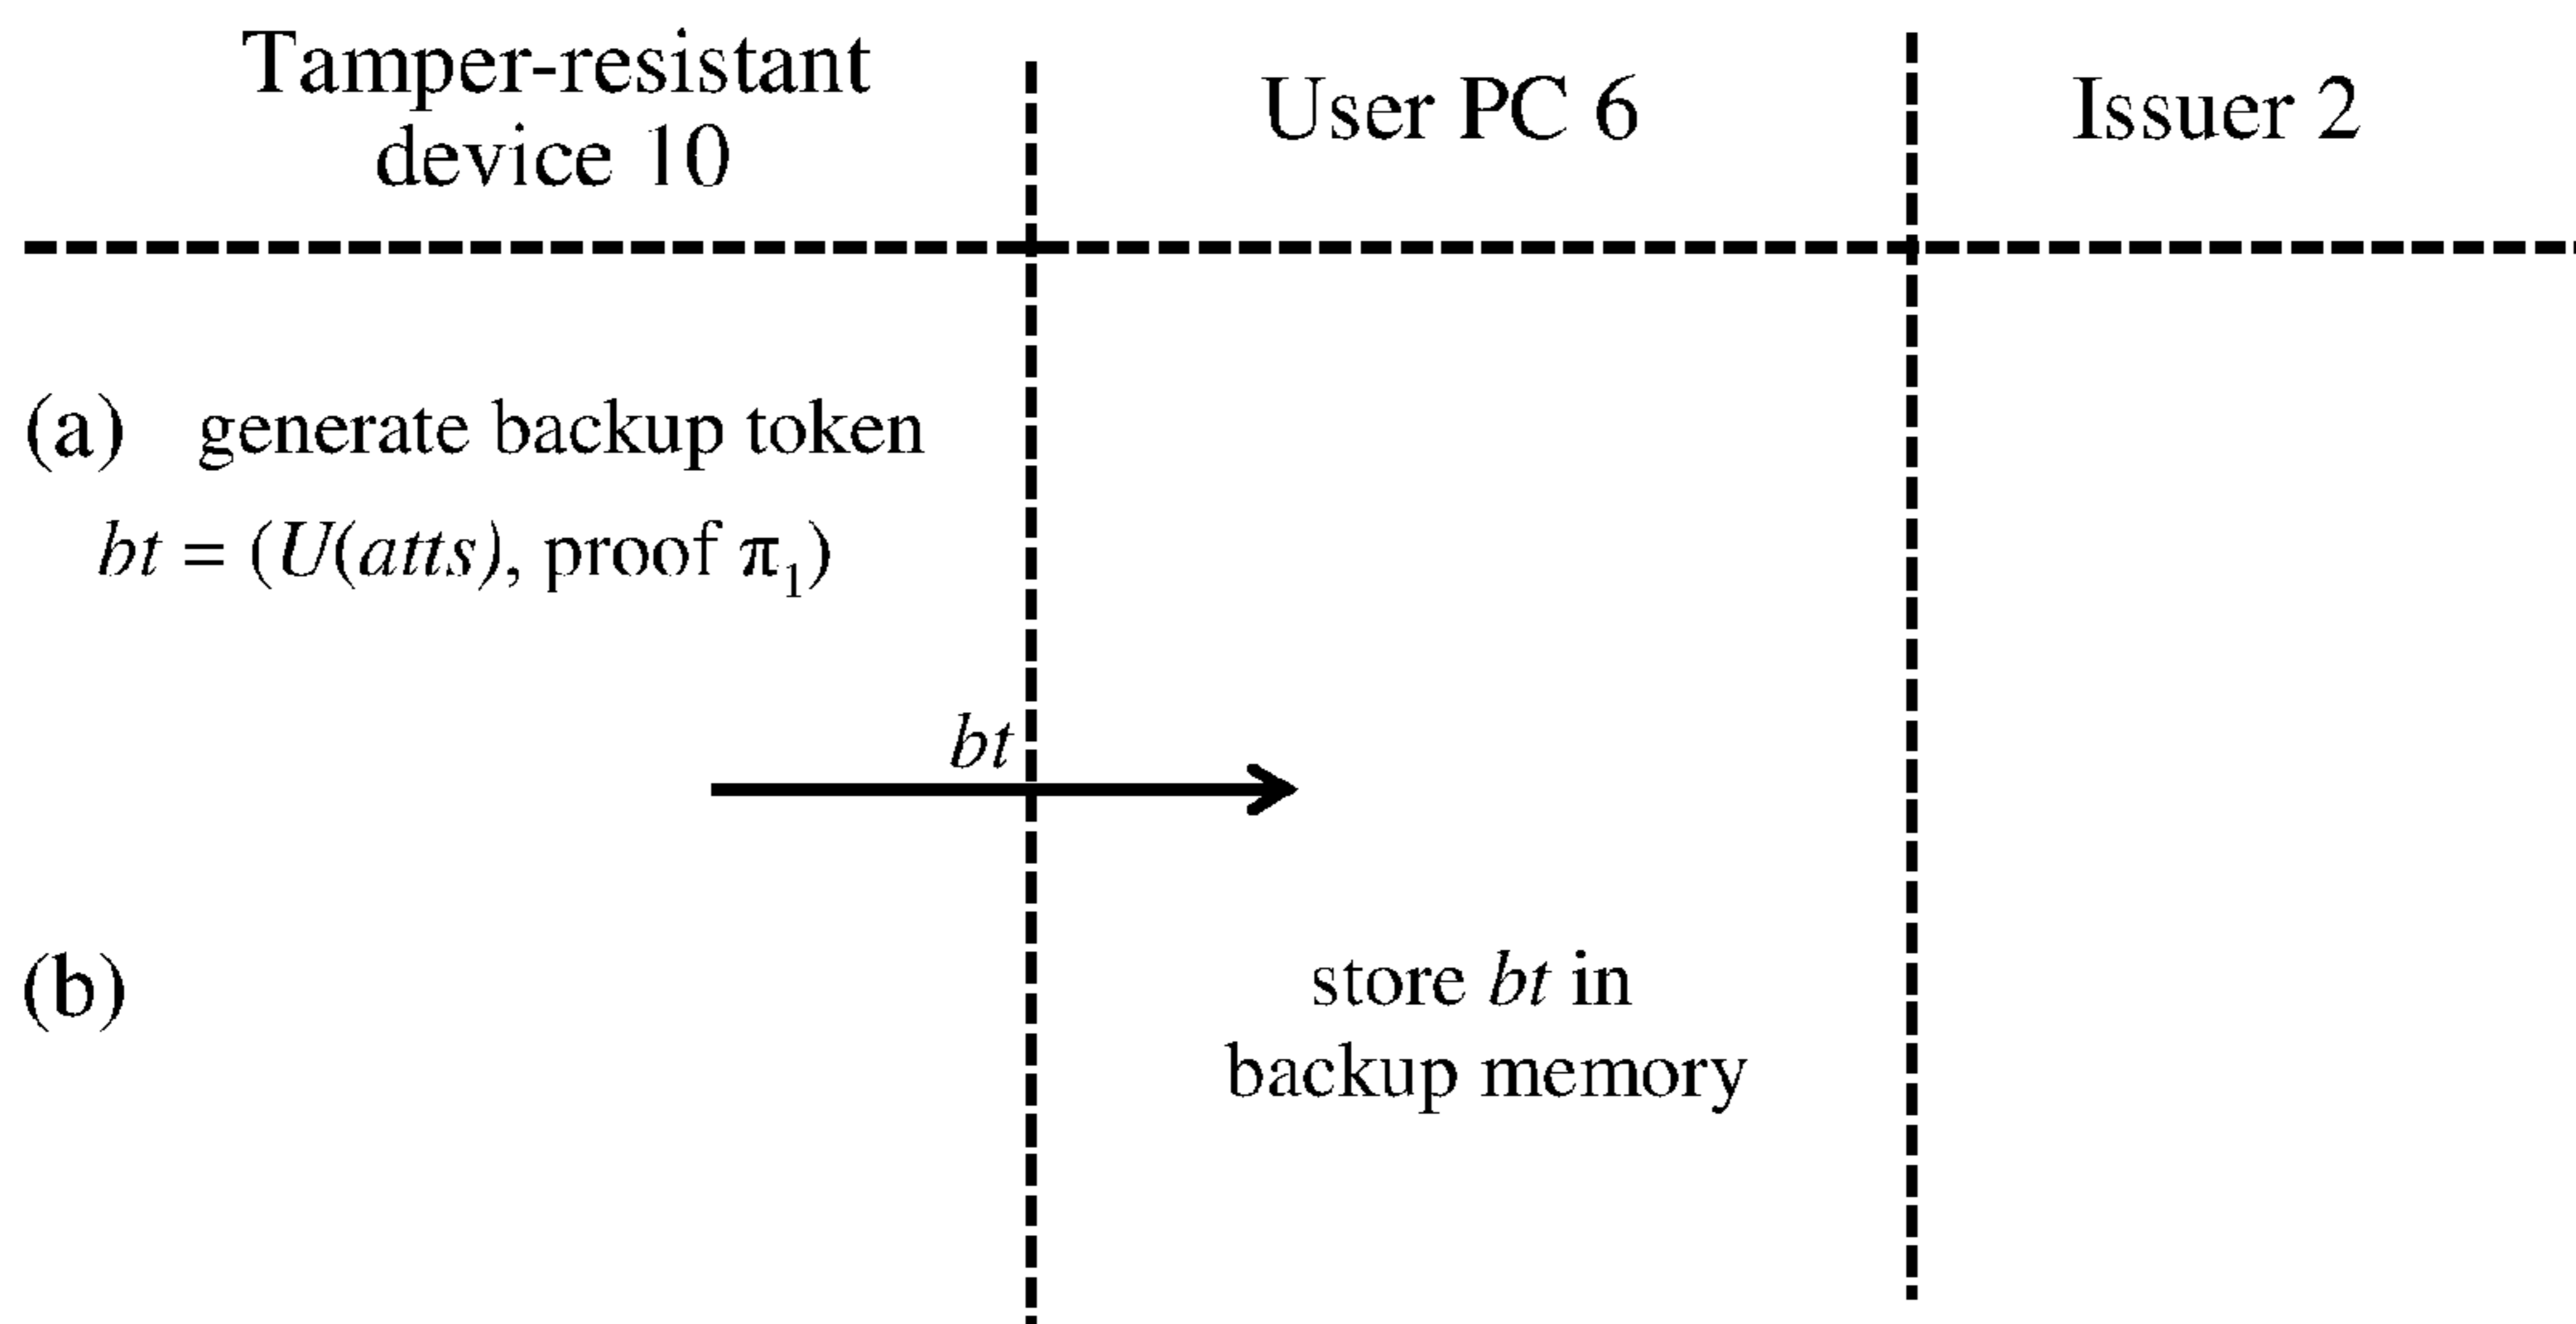 Tamper-resistant
device 10
User PC 6
Issuer 2
(a) generate backup token
bt = (U(atts), proof π₁)
bt
(b)
store bt in
backup memory